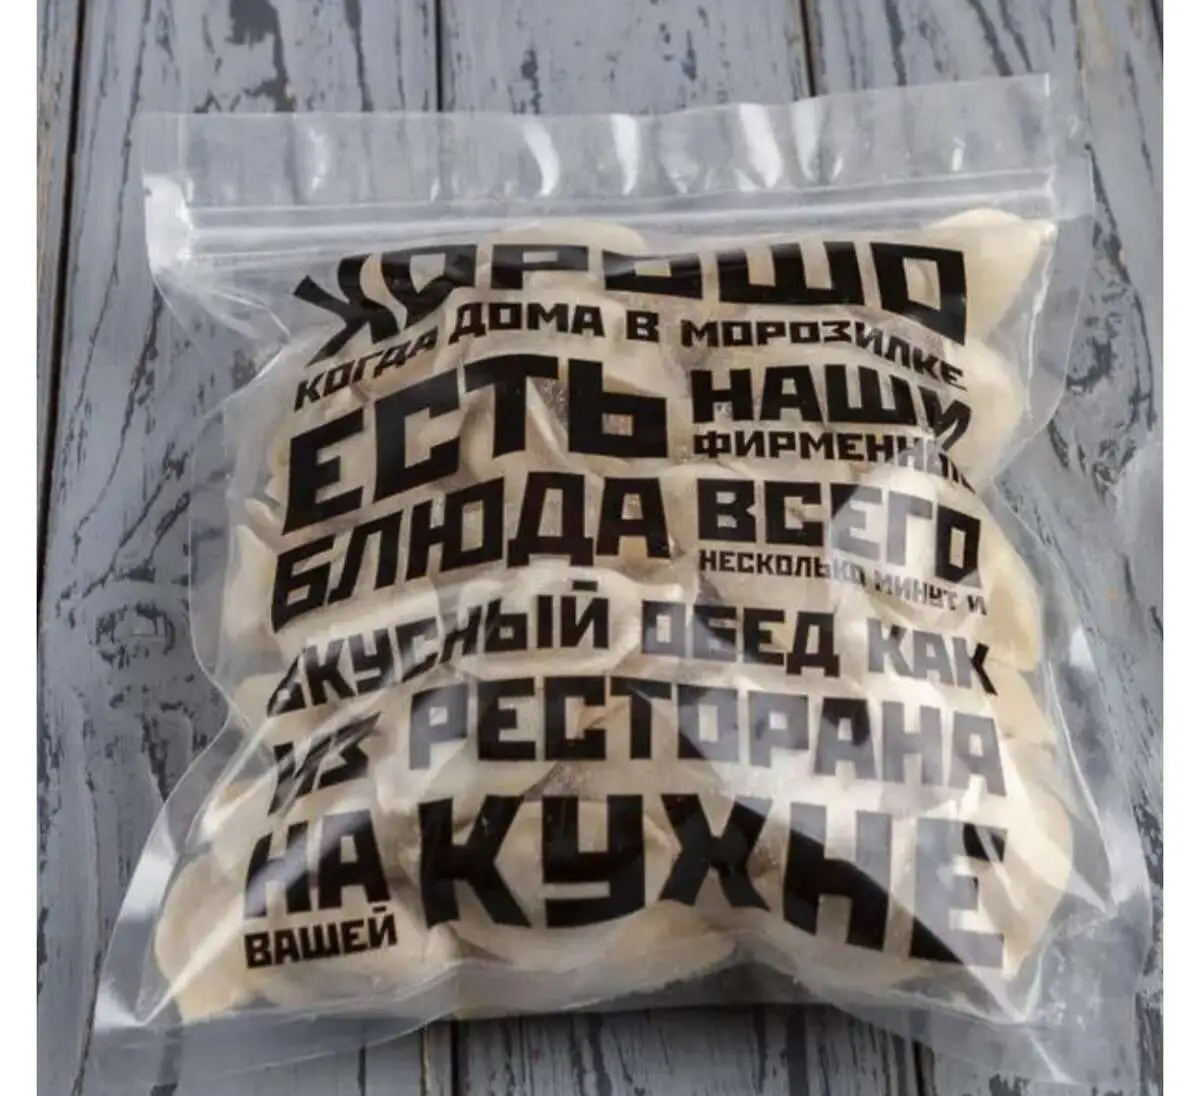 ХОРОШО
КОГДА ДОМА В МОРОЗИЛКЕ
ЕСТЬ НАШИ
ФИРМЕННЫЕ
БЛЮДА ВСЕГО
НЕСКОЛЬКО МИНУТ И
ВКУСНЫЙ ОБЕД КАК
ИЗ РЕСТОРАНА
НА КУХНЕ
ВАШЕЙ